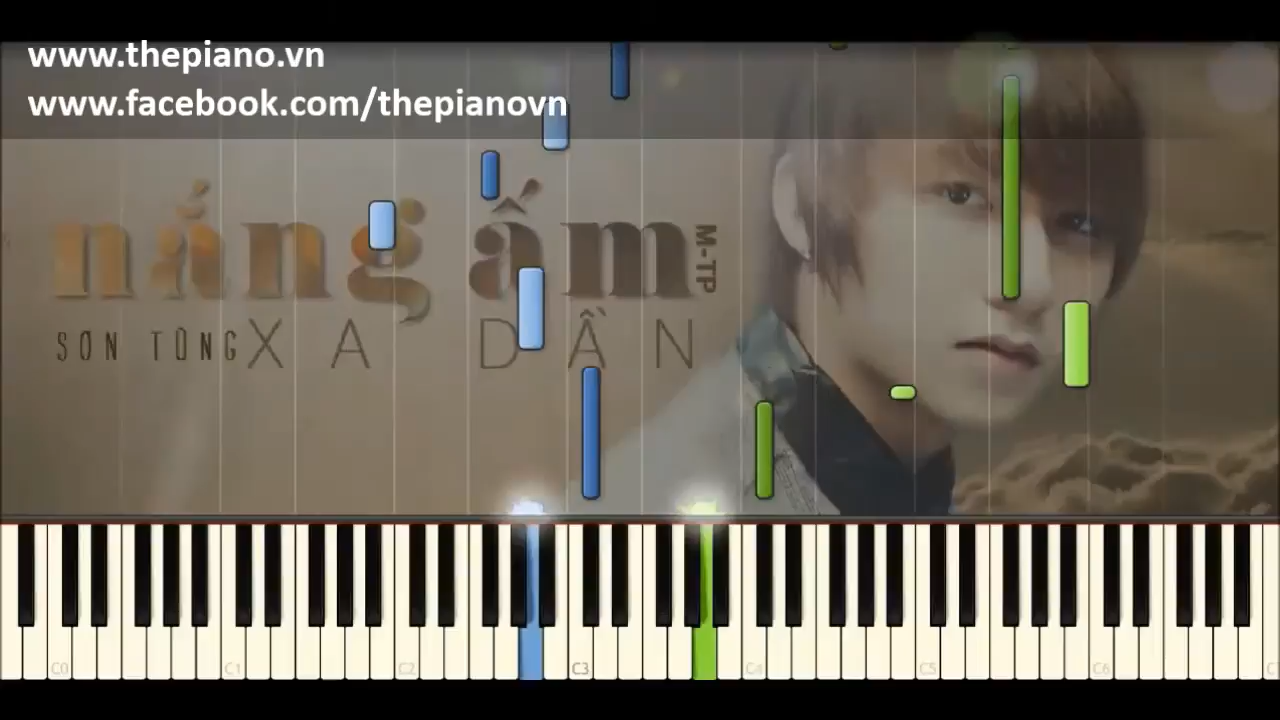 www.thepiano.vn
www.facebook.com/thepianovn
nắng ấm
M-TP
SƠN TÙNG XA DẦN
C0 C1 C2 C3 C4 C5 C6